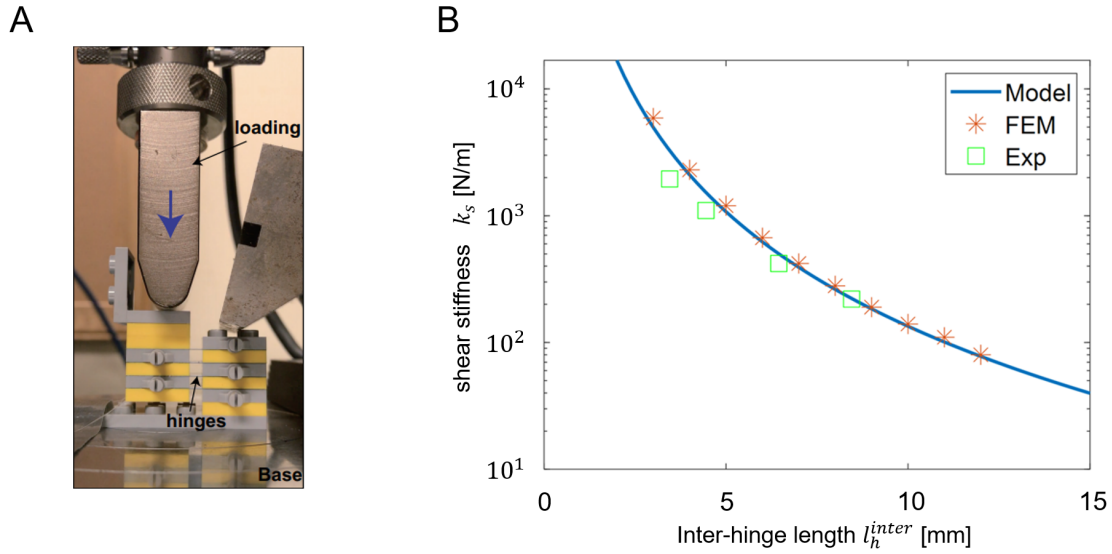 A
B
loading
hinges
Base
Model
FEM
Exp
shear stiffness k_s [N/m]
10^4
10^3
10^2
10^1
0 5 10 15
Inter-hinge length l_h^{inter} [mm]